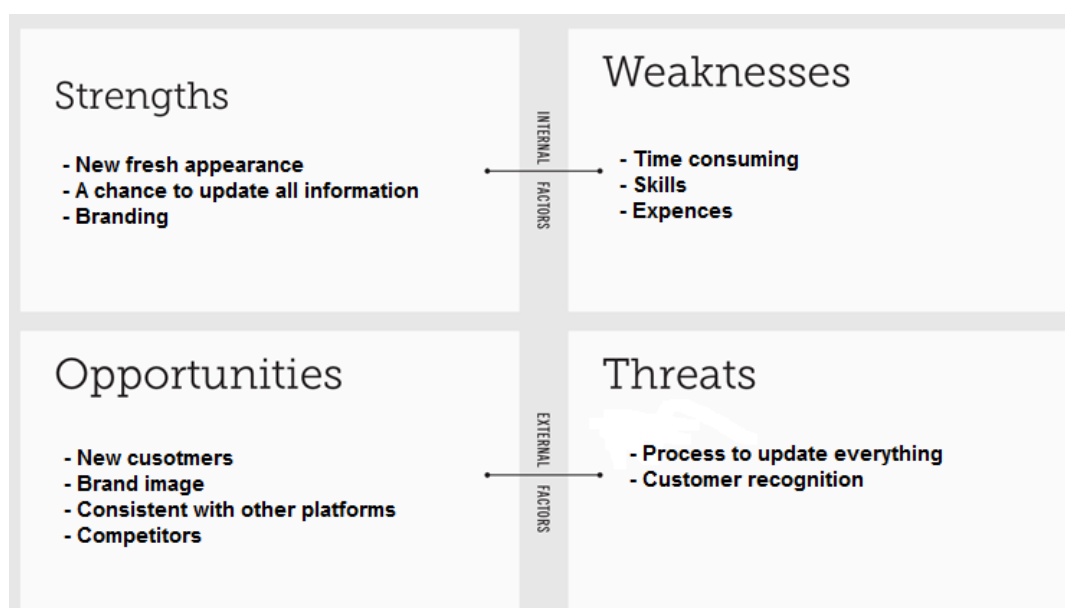 Strengths
- New fresh appearance
- A chance to update all information
- Branding
INTERNAL FACTORS
Weaknesses
- Time consuming
- Skills
- Expences
Opportunities
- New cusotmers
- Brand image
- Consistent with other platforms
- Competitors
EXTERNAL FACTORS
Threats
- Process to update everything
- Customer recognition